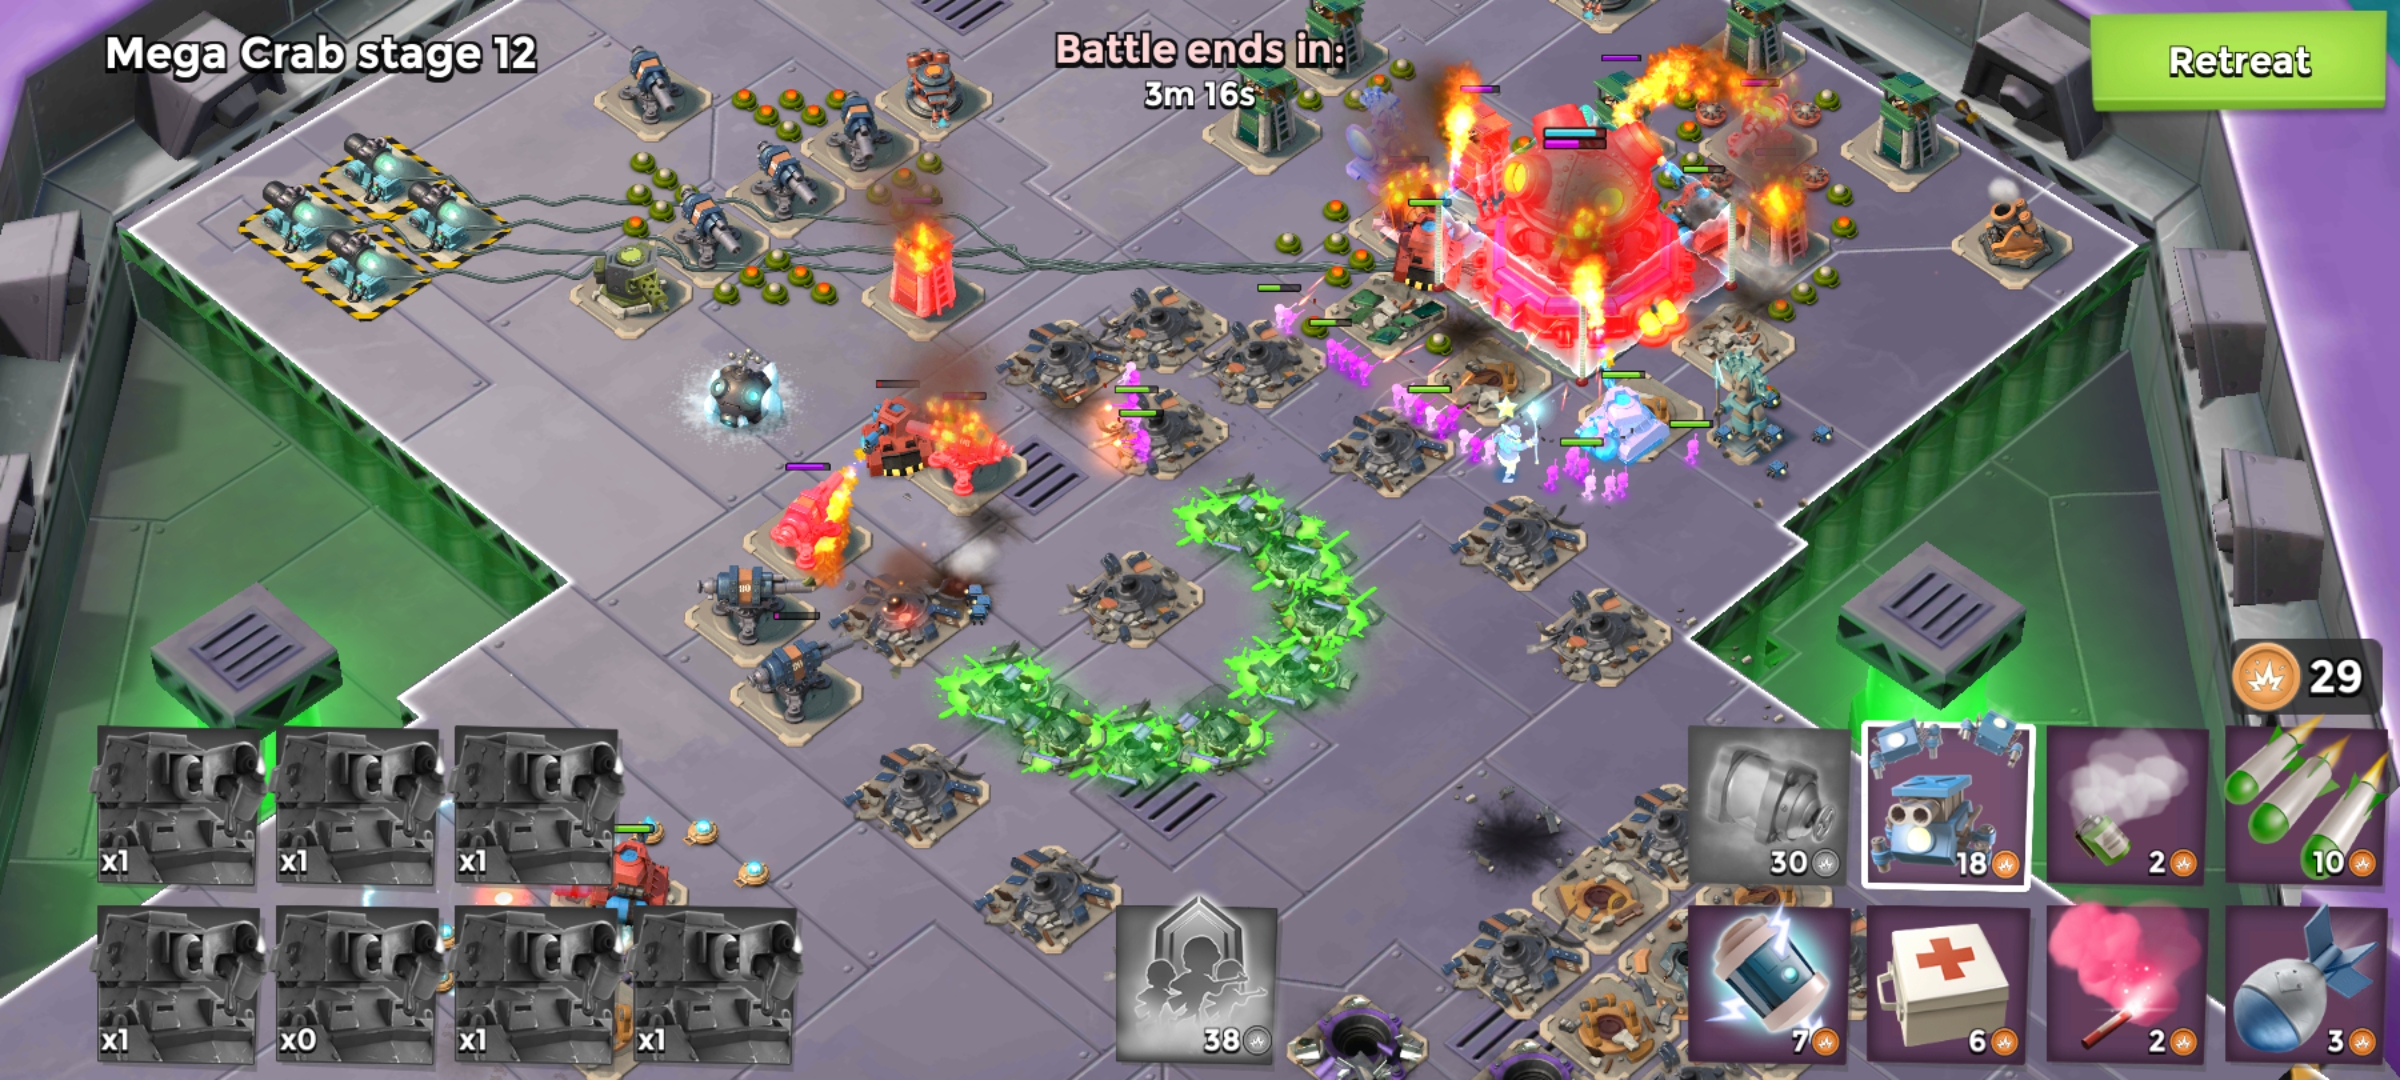 Mega Crab stage 12
Battle ends in:
3m 16s
Retreat
29
x1
x1
x1
30
18
2
10
x1
x0
x1
x1
38
7
6
2
3